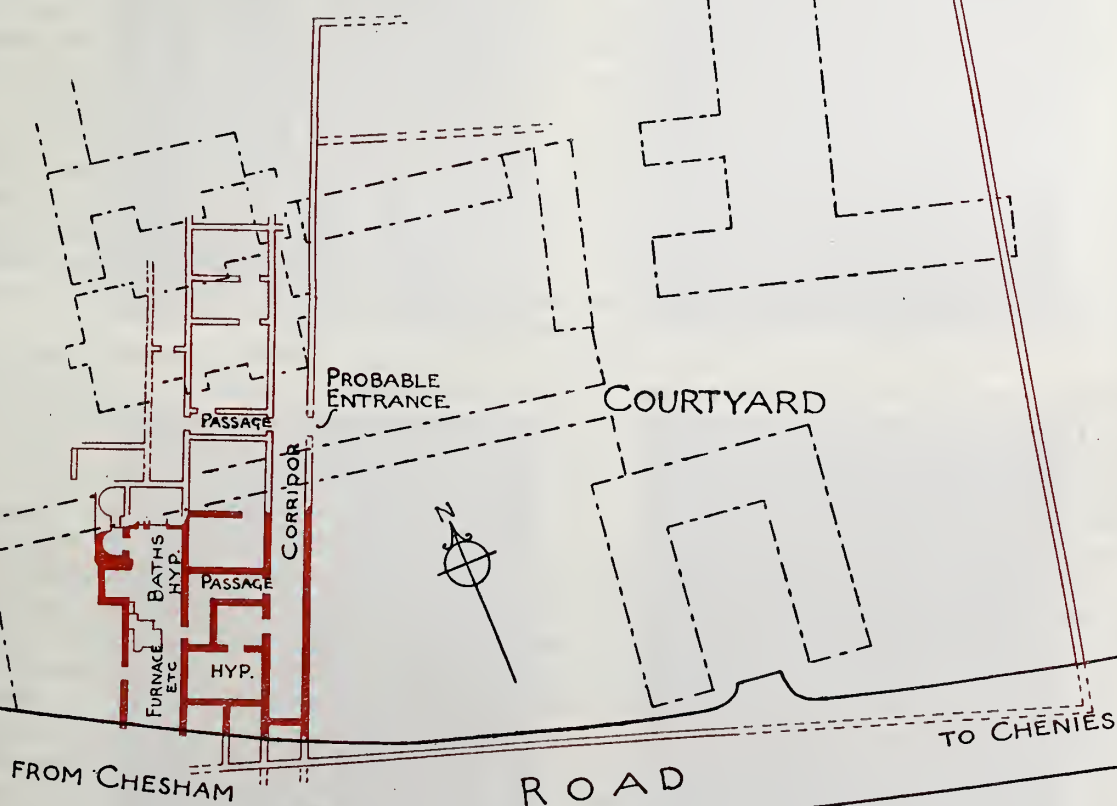 PROBABLE
ENTRANCE
COURTYARD
PASSAGE
CORRIDOR
N
BATHS
HYP.
PASSAGE
HYP.
FURNACE
ETC
FROM CHESHAM
ROAD
TO CHENIES